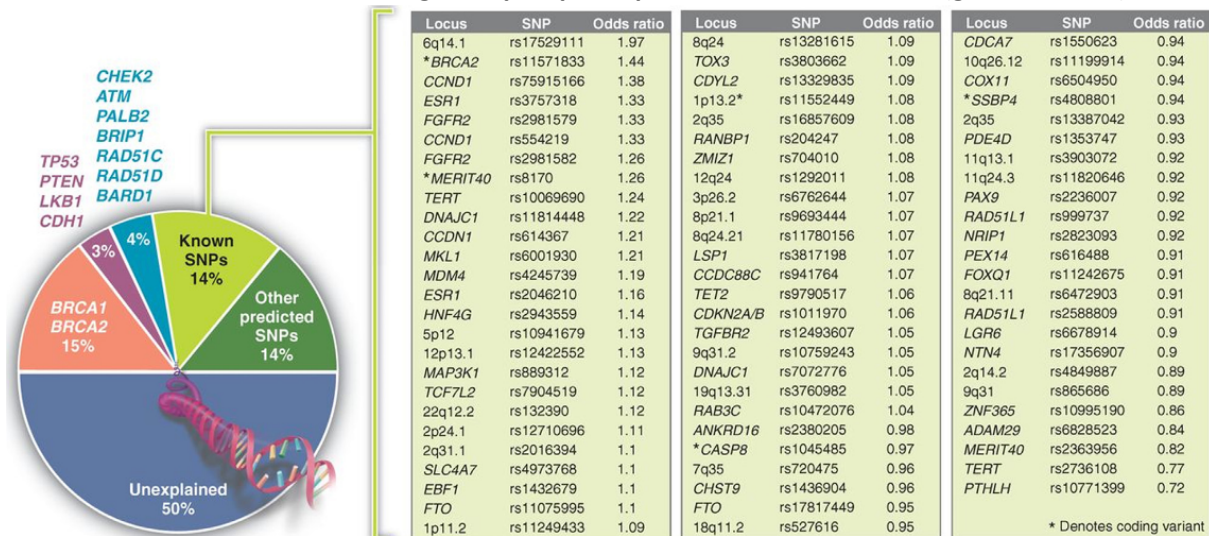 CHEK2
ATM
PALB2
BRIP1
RAD51C
RAD51D
BARD1
TP53
PTEN
LKB1
CDH1
3%
4%
Known
SNPs
14%
Other
predicted
SNPs
14%
BRCA1
BRCA2
15%
Unexplained
50%
Locus SNP Odds ratio
6q14.1 rs17529111 1.97
*BRCA2 rs11571833 1.44
CCND1 rs75915166 1.38
ESR1 rs3757318 1.33
FGFR2 rs2981579 1.33
CCND1 rs554219 1.33
FGFR2 rs2981582 1.26
*MERIT40 rs8170 1.26
TERT rs10069690 1.24
DNAJC1 rs11814448 1.22
CCDN1 rs614367 1.21
MKL1 rs6001930 1.21
MDM4 rs4245739 1.19
ESR1 rs2046210 1.16
HNF4G rs2943559 1.14
5p12 rs10941679 1.13
12p13.1 rs12422552 1.13
MAP3K1 rs889312 1.12
TCF7L2 rs7904519 1.12
22q12.2 rs132390 1.12
2p24.1 rs12710696 1.11
2q31.1 rs2016394 1.1
SLC4A7 rs4973768 1.1
EBF1 rs1432679 1.1
FTO rs11075995 1.1
1p11.2 rs11249433 1.09
Locus SNP Odds ratio
8q24 rs13281615 1.09
TOX3 rs3803662 1.09
CDYL2 rs13329835 1.09
1p13.2* rs11552449 1.08
2q35 rs16857609 1.08
RANBP1 rs204247 1.08
ZMIZ1 rs704010 1.08
12q24 rs1292011 1.08
3p26.2 rs6762644 1.07
8p21.1 rs9693444 1.07
8q24.21 rs11780156 1.07
LSP1 rs3817198 1.07
CCDC88C rs941764 1.07
TET2 rs9790517 1.06
CDKN2A/B rs1011970 1.06
TGFBR2 rs12493607 1.05
9q31.2 rs10759243 1.05
DNAJC1 rs7072776 1.05
19q13.31 rs3760982 1.05
RAB3C rs10472076 1.04
ANKRD16 rs2380205 0.98
*CASP8 rs1045485 0.97
7q35 rs720475 0.96
CHST9 rs1436904 0.96
FTO rs17817449 0.95
18q11.2 rs527616 0.95
Locus SNP Odds ratio
CDCA7 rs1550623 0.94
10q26.12 rs11199914 0.94
COX11 rs6504950 0.94
*SSBP4 rs4808801 0.94
2q35 rs13387042 0.93
PDE4D rs1353747 0.93
11q13.1 rs3903072 0.92
11q24.3 rs11820646 0.92
PAX9 rs2236007 0.92
RAD51L1 rs999737 0.92
NRIP1 rs2823093 0.92
PEX14 rs616488 0.91
FOXQ1 rs11242675 0.91
8q21.11 rs6472903 0.91
RAD51L1 rs2588809 0.91
LGR6 rs6678914 0.9
NTN4 rs17356907 0.9
2q14.2 rs4849887 0.89
9q31 rs865686 0.89
ZNF365 rs10995190 0.86
ADAM29 rs6828523 0.84
MERIT40 rs2363956 0.82
TERT rs2736108 0.77
PTHLH rs10771399 0.72
* Denotes coding variant